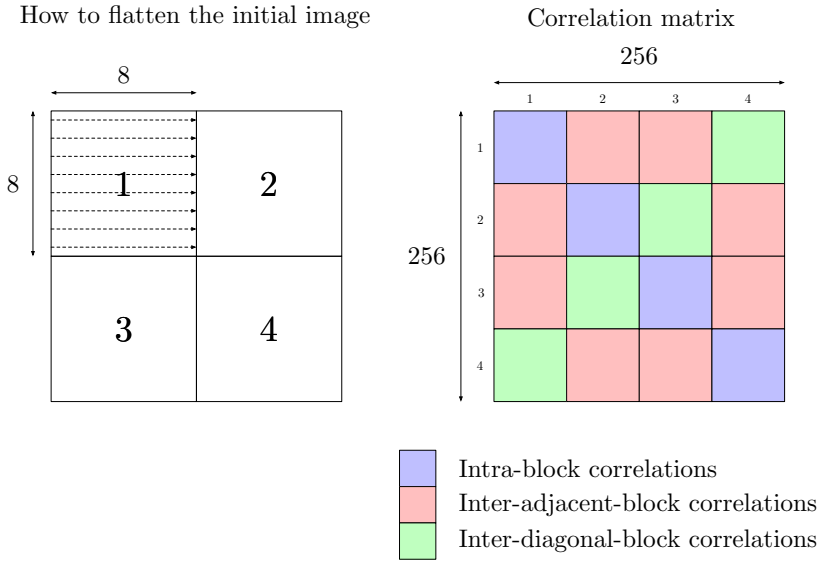 How to flatten the initial image
8
8
1
2
3
4
Correlation matrix
256
1 2 3 4
1
2
256
3
4
Intra-block correlations
Inter-adjacent-block correlations
Inter-diagonal-block correlations